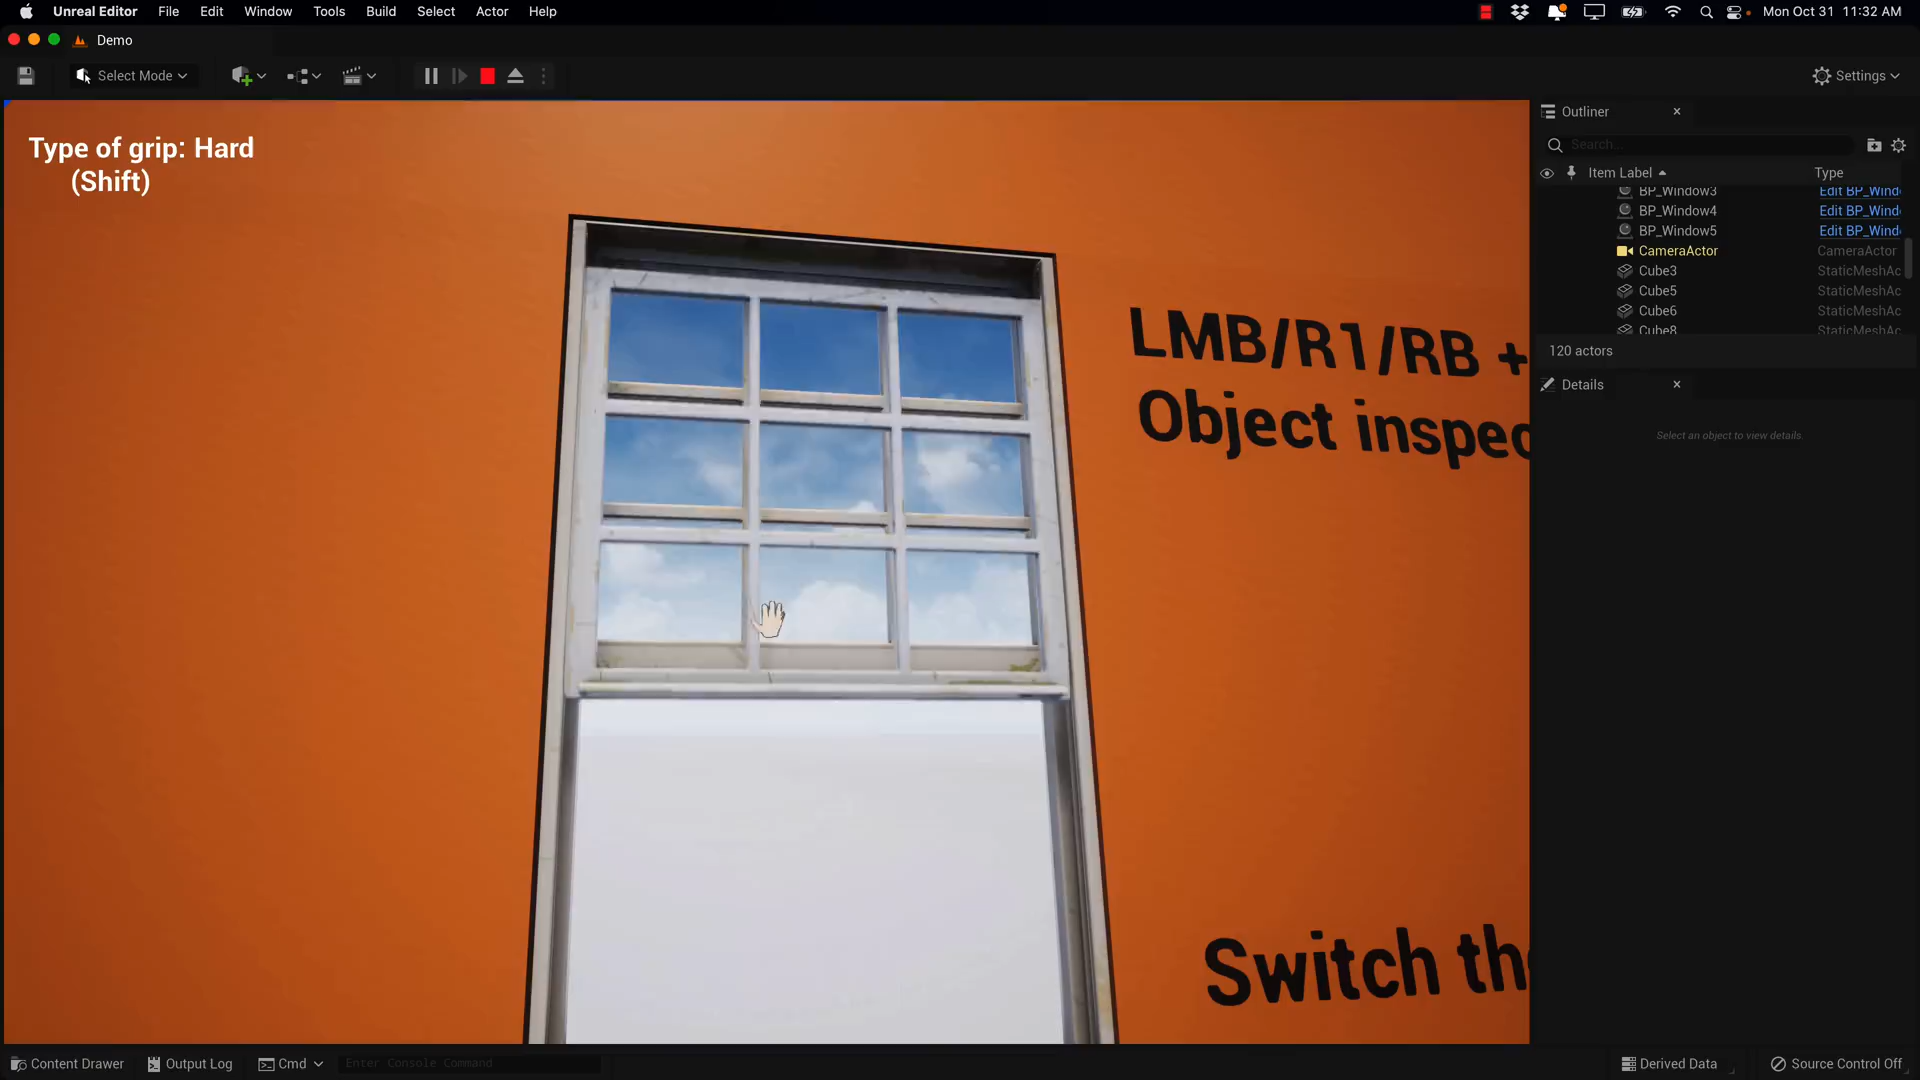 Unreal Editor File Edit Window Tools Build Select Actor Help Mon Oct 31 11:32 AM
Demo
Select Mode Settings
Type of grip: Hard
(Shift)
LMB/R1/RB +
Object inspec
Switch th
Outliner
Search...
Item Label Type
BP_Window3 Edit BP_Wind
BP_Window4 Edit BP_Wind
BP_Window5 Edit BP_Wind
CameraActor CameraActor
Cube3 StaticMeshAc
Cube5 StaticMeshAc
Cube6 StaticMeshAc
Cube8 StaticMeshAc
120 actors
Details
Select an object to view details.
Content Drawer Output Log Cmd Enter Console Command Derived Data Source Control Off